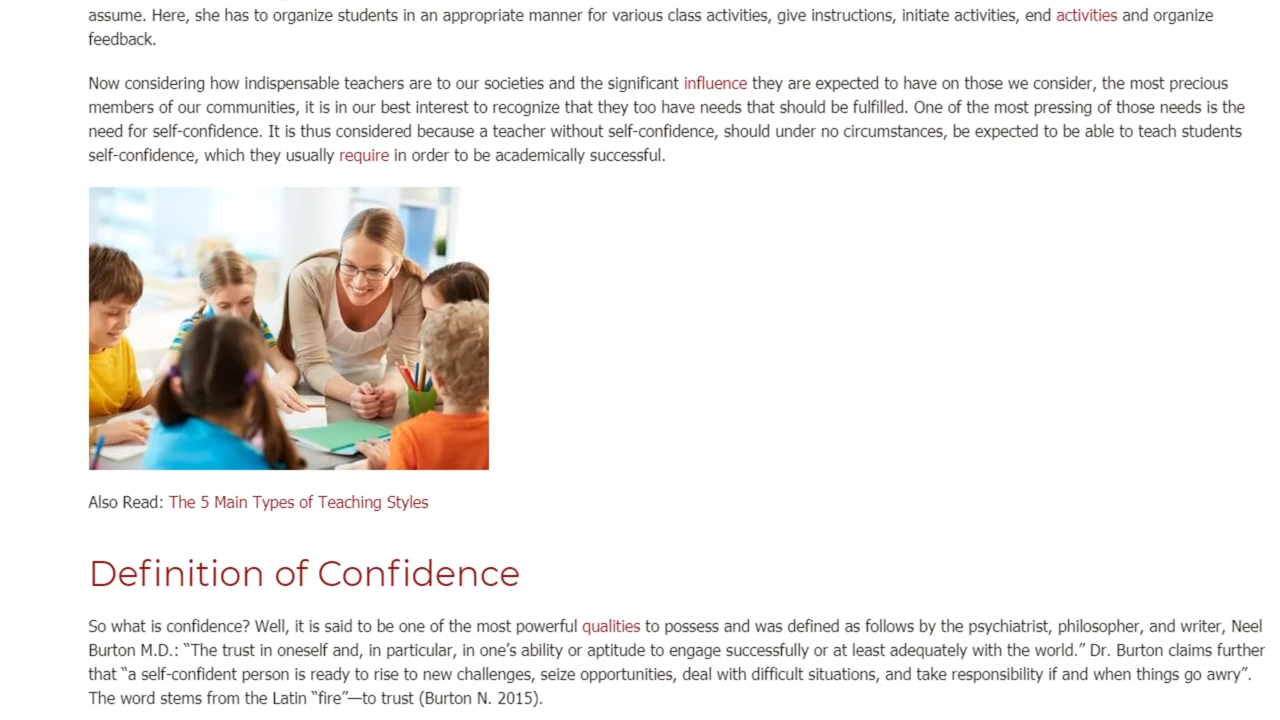 assume. Here, she has to organize students in an appropriate manner for various class activities, give instructions, initiate activities, end activities and organize
feedback.
Now considering how indispensable teachers are to our societies and the significant influence they are expected to have on those we consider, the most precious
members of our communities, it is in our best interest to recognize that they too have needs that should be fulfilled. One of the most pressing of those needs is the
need for self-confidence. It is thus considered because a teacher without self-confidence, should under no circumstances, be expected to be able to teach students
self-confidence, which they usually require in order to be academically successful.
Also Read: The 5 Main Types of Teaching Styles
Definition of Confidence
So what is confidence? Well, it is said to be one of the most powerful qualities to possess and was defined as follows by the psychiatrist, philosopher, and writer, Neel
Burton M.D.: “The trust in oneself and, in particular, in one’s ability or aptitude to engage successfully or at least adequately with the world.” Dr. Burton claims further
that “a self-confident person is ready to rise to new challenges, seize opportunities, deal with difficult situations, and take responsibility if and when things go awry”.
The word stems from the Latin “fire”—to trust (Burton N. 2015).